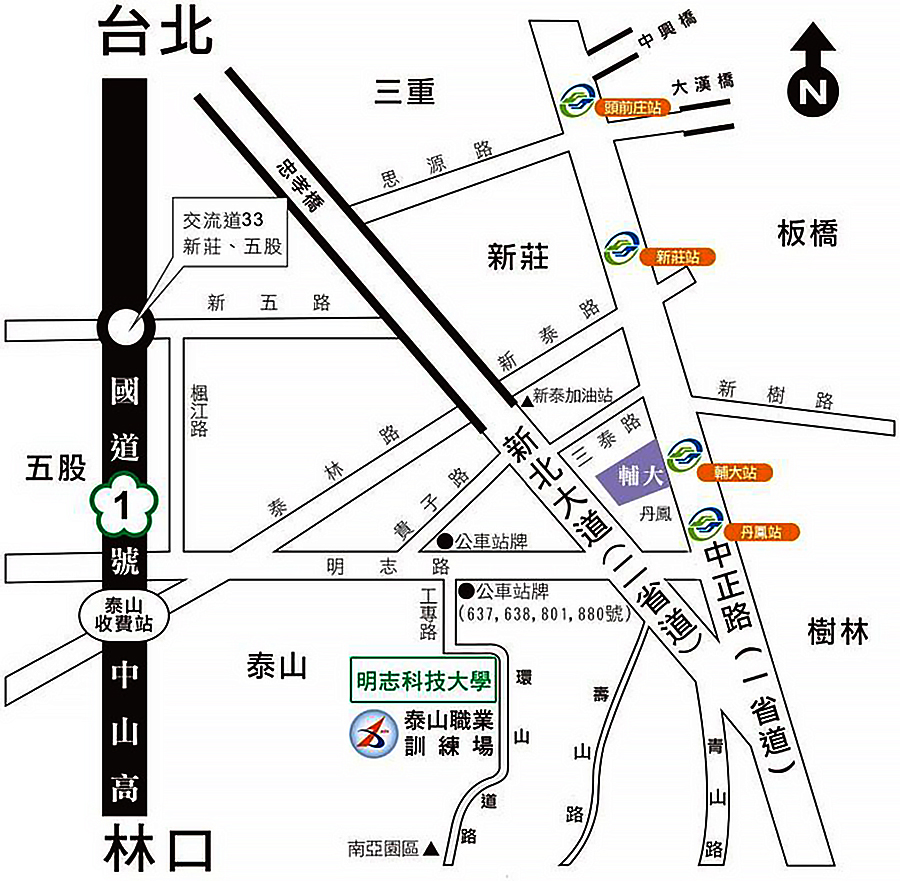 台北
中興橋
大漢橋
三重
頭前庄站
N
思源路
忠孝橋
交流道33
新莊、五股
新莊
新莊站
板橋
新五路
新泰路
楓江路
新泰加油站
新樹路
國道1號中山高
五股
泰林路
三泰路
輔大
輔大站
貴子路
新北大道(二省道)
丹鳳
丹鳳站
公車站牌
明志路
中正路(一省道)
公車站牌
(637,638,801,880號)
工專路
泰山
收費站
樹林
泰山
明志科技大學
泰山職業
訓練場
環山道路
壽山路
青山路
南亞園區
林口